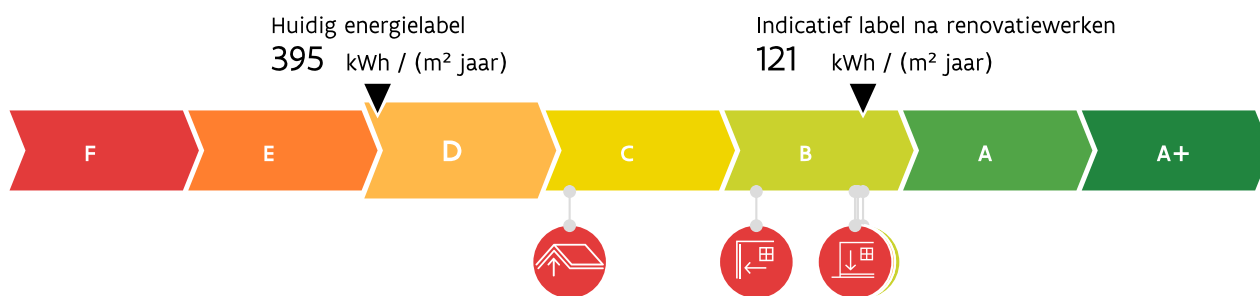 Huidig energielabel
395 kWh / (m² jaar)
Indicatief label na renovatiewerken
121 kWh / (m² jaar)
F E D C B A A+